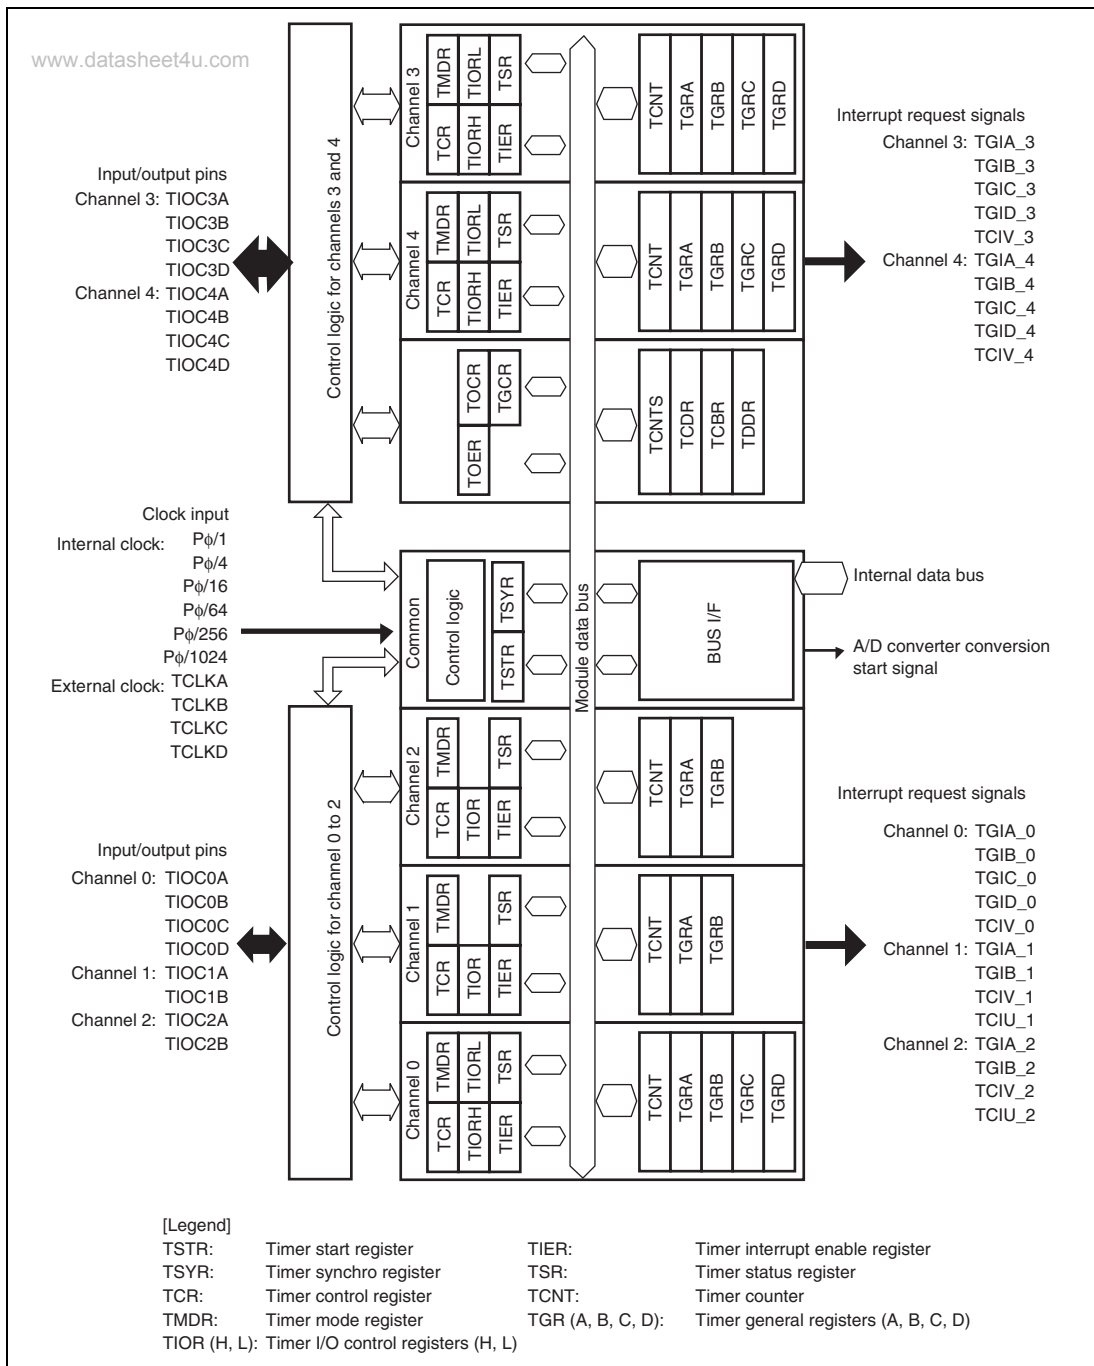 www.datasheet4u.com
Input/output pins
Channel 3: TIOC3A
TIOC3B
TIOC3C
TIOC3D
Channel 4: TIOC4A
TIOC4B
TIOC4C
TIOC4D
Clock input
Internal clock: Pφ/1
Pφ/4
Pφ/16
Pφ/64
Pφ/256
Pφ/1024
External clock: TCLKA
TCLKB
TCLKC
TCLKD
Input/output pins
Channel 0: TIOC0A
TIOC0B
TIOC0C
TIOC0D
Channel 1: TIOC1A
TIOC1B
Channel 2: TIOC2A
TIOC2B
Control logic for channels 3 and 4
Control logic for channel 0 to 2
Channel 3
TMDR
TIORL
TSR
TCR
TIORH
TIER
TCNT
TGRA
TGRB
TGRC
TGRD
Channel 4
TMDR
TIORL
TSR
TCR
TIORH
TIER
TCNT
TGRA
TGRB
TGRC
TGRD
TOCR
TGCR
TOER
TCNTS
TCDR
TCBR
TDDR
Common
Control logic
TSYR
TSTR
Module data bus
BUS I/F
Channel 2
TMDR
TSR
TCR
TIOR
TIER
TCNT
TGRA
TGRB
Channel 1
TMDR
TSR
TCR
TIOR
TIER
TCNT
TGRA
TGRB
Channel 0
TMDR
TIORL
TSR
TCR
TIORH
TIER
TCNT
TGRA
TGRB
TGRC
TGRD
Interrupt request signals
Channel 3: TGIA_3
TGIB_3
TGIC_3
TGID_3
TCIV_3
Channel 4: TGIA_4
TGIB_4
TGIC_4
TGID_4
TCIV_4
Internal data bus
A/D converter conversion
start signal
Interrupt request signals
Channel 0: TGIA_0
TGIB_0
TGIC_0
TGID_0
TCIV_0
Channel 1: TGIA_1
TGIB_1
TCIV_1
TCIU_1
Channel 2: TGIA_2
TGIB_2
TCIV_2
TCIU_2
[Legend]
TSTR: Timer start register
TSYR: Timer synchro register
TCR: Timer control register
TMDR: Timer mode register
TIOR (H, L): Timer I/O control registers (H, L)
TIER: Timer interrupt enable register
TSR: Timer status register
TCNT: Timer counter
TGR (A, B, C, D): Timer general registers (A, B, C, D)